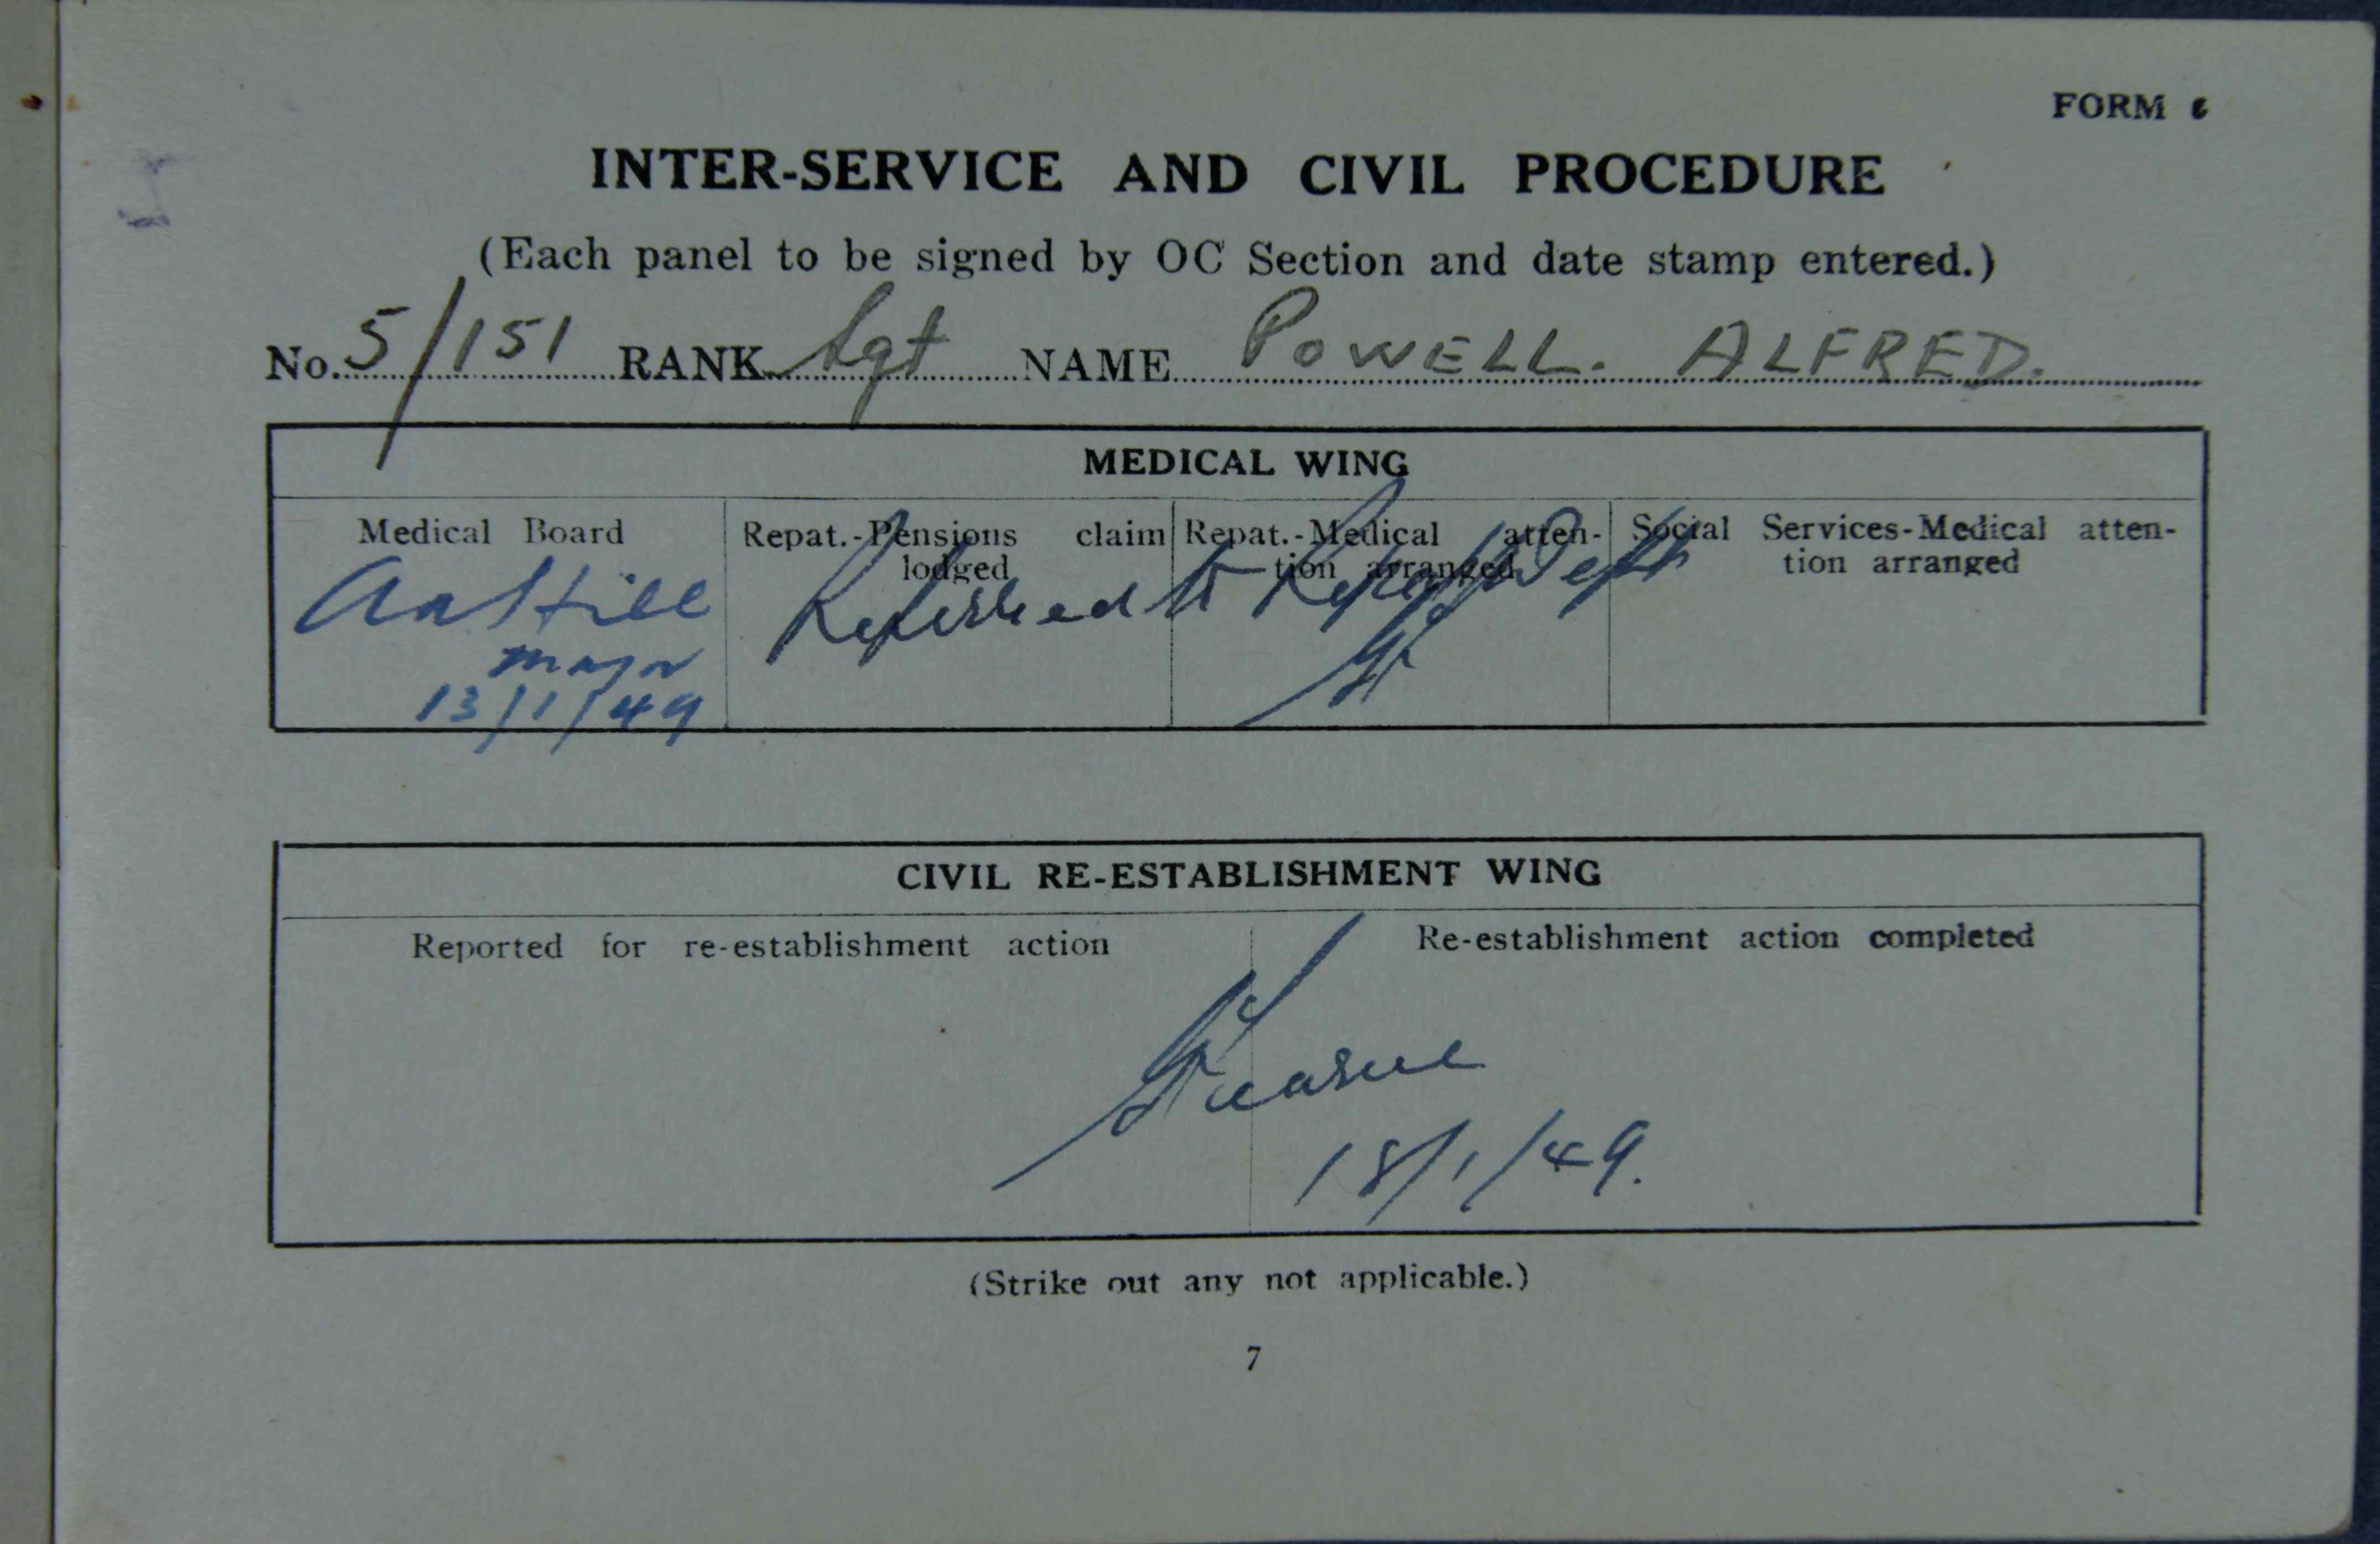 FORM
INTER-SERVICE AND CIVIL PROCEDURE
(Each panel to be signed by OC Section and date stamp entered.)
No. 5/151 RANK Sgt NAME POWELL. ALFRED.
MEDICAL WING
Medical Board
major
13/1/49
Repat.-Pensions claim
lodged
Repat.-Medical atten-
tion arranged
Social Services-Medical atten-
tion arranged
Referred to Repat Dept
CIVIL RE-ESTABLISHMENT WING
Reported for re-establishment action
Re-establishment action completed
18/1/49.
(Strike out any not applicable.)
7